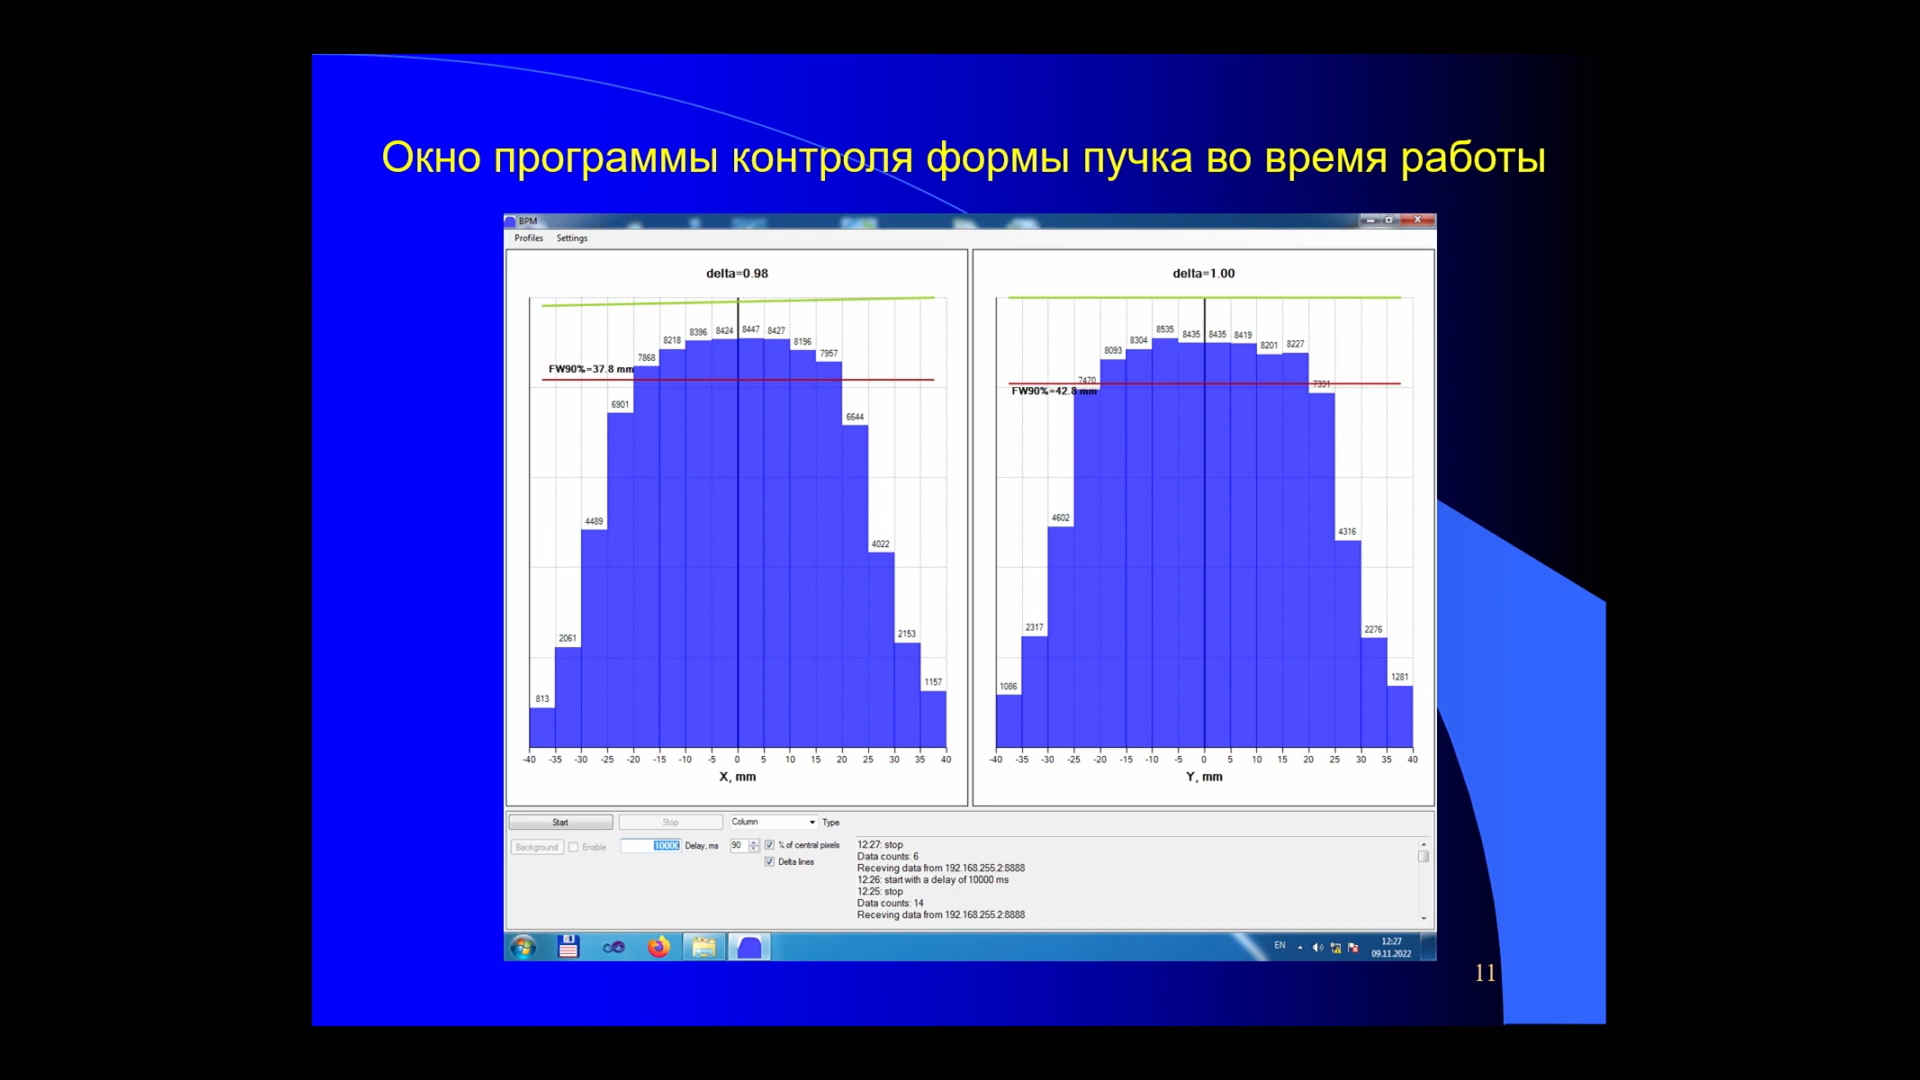 Окно программы контроля формы пучка во время работы
BPM
Profiles Settings
delta=0.98
8447
8424 8427
8396
8218
8196
7957
7868
FW90%=37.8 mm
6901
6644
4489
4022
2061
2153
1157
813
-40 -35 -30 -25 -20 -15 -10 -5 0 5 10 15 20 25 30 35 40
X, mm
delta=1.00
8535
8435 8435 8419
8304
8201 8227
8093
7470
7391
FW90%=42.8 mm
4602
4316
2317
2276
1281
1086
-40 -35 -30 -25 -20 -15 -10 -5 0 5 10 15 20 25 30 35 40
Y, mm
Start Stop Column Type
Background Enable 10000 Delay, ms 90 % of central pixels
Delta lines
12:27: stop
Data counts: 6
Receving data from 192.168.255.2:8888
12:26: start with a delay of 10000 ms
12:25: stop
Data counts: 14
Receving data from 192.168.255.2:8888
EN 12:27
09.11.2022
11